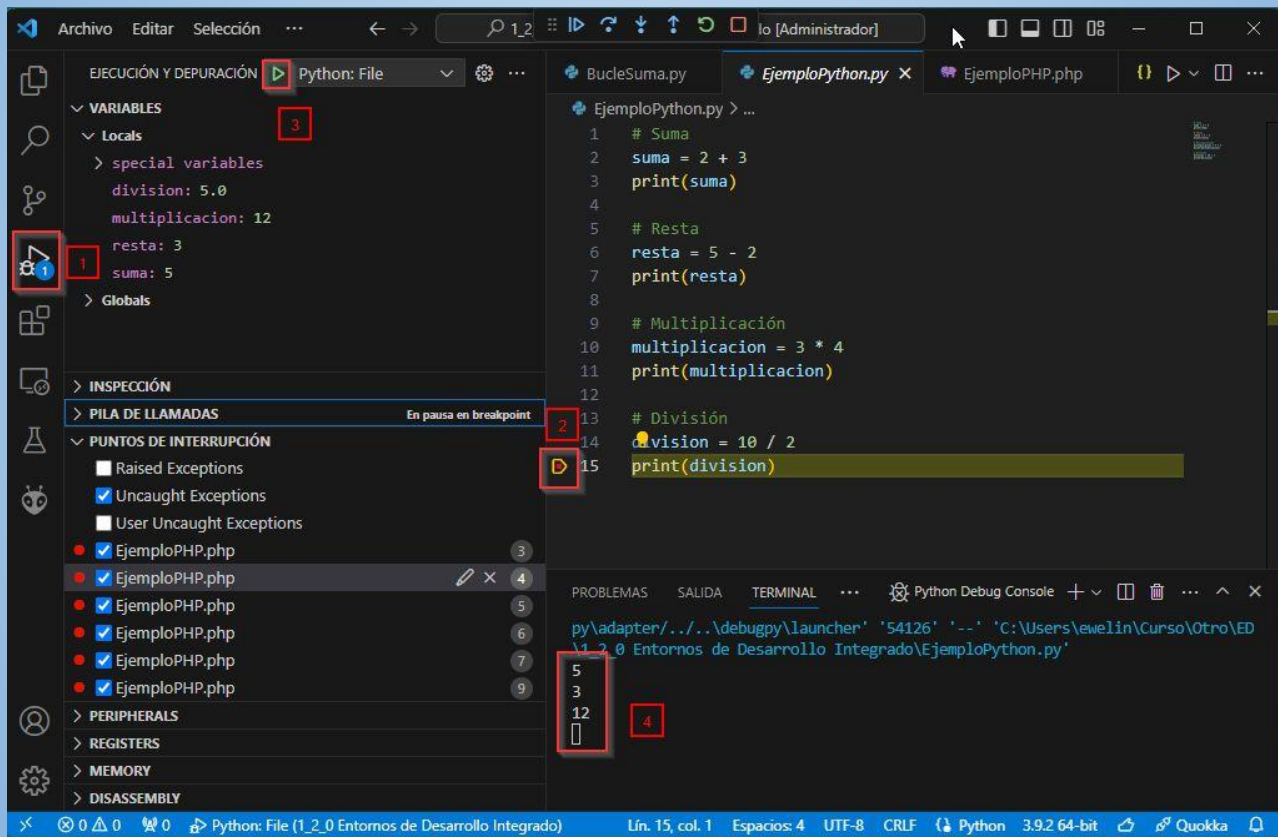 Archivo Editar Selección ··· 1_2 lo [Administrador]
EJECUCIÓN Y DEPURACIÓN Python: File ···
3
VARIABLES
Locals
special variables
division: 5.0
multiplicacion: 12
resta: 3
suma: 5
Globals
1
1
INSPECCIÓN
PILA DE LLAMADAS En pausa en breakpoint
PUNTOS DE INTERRUPCIÓN
Raised Exceptions
Uncaught Exceptions
User Uncaught Exceptions
EjemploPHP.php 3
EjemploPHP.php 4
EjemploPHP.php 5
EjemploPHP.php 6
EjemploPHP.php 7
EjemploPHP.php 9
PERIPHERALS
REGISTERS
MEMORY
DISASSEMBLY
BucleSuma.py EjemploPython.py EjemploPHP.php {} ···
EjemploPython.py > ...
1 # Suma
2 suma = 2 + 3
3 print(suma)
4
5 # Resta
6 resta = 5 - 2
7 print(resta)
8
9 # Multiplicación
10 multiplicacion = 3 * 4
11 print(multiplicacion)
12
2
13 # División
14 division = 10 / 2
15 print(division)
PROBLEMAS SALIDA TERMINAL ··· Python Debug Console ···
py\adapter/../..\debugpy\launcher' '54126' '--' 'C:\Users\ewelin\Curso\Otro\ED
\1_2_0 Entornos de Desarrollo Integrado\EjemploPython.py'
5
3
12
4
0 0 0 Python: File (1_2_0 Entornos de Desarrollo Integrado) Lín. 15, col. 1 Espacios: 4 UTF-8 CRLF Python 3.9.2 64-bit Quokka